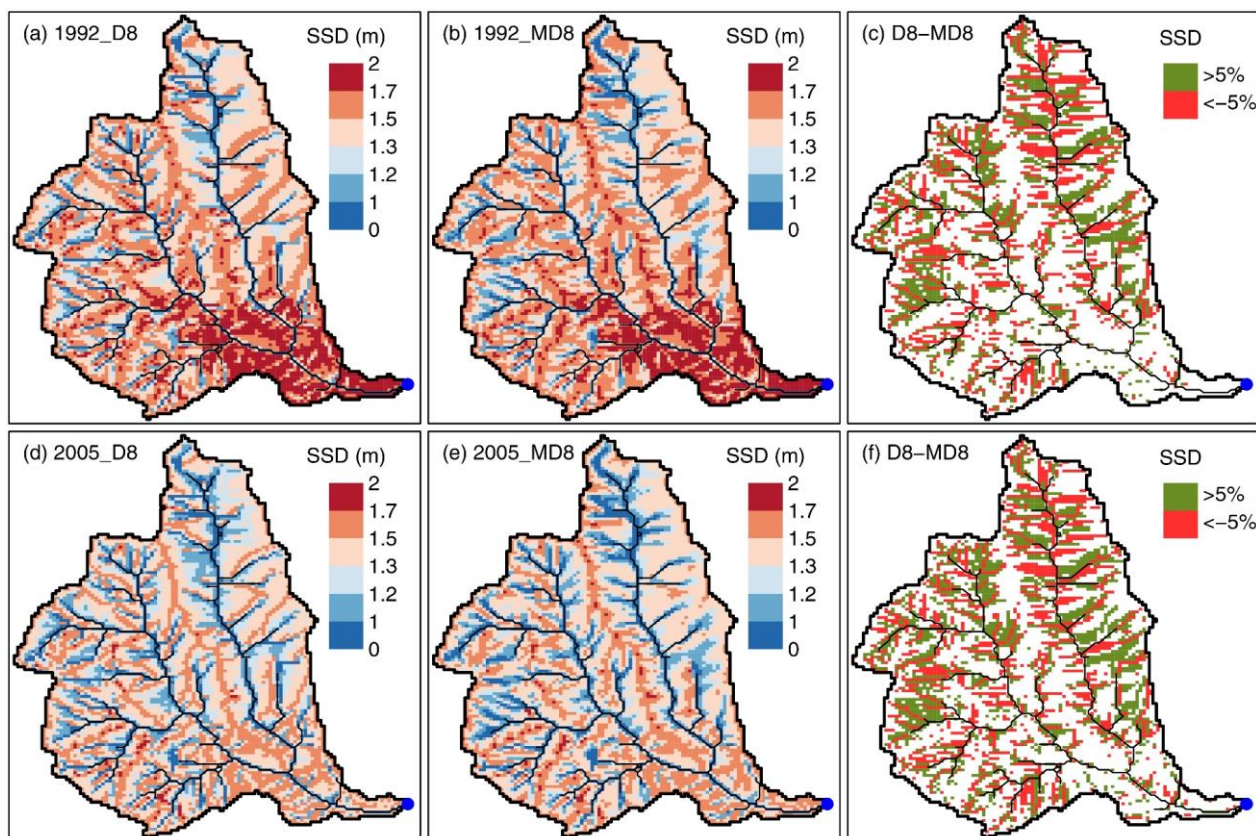 (a) 1992_D8
SSD (m)
2
1.7
1.5
1.3
1.2
1
0
(b) 1992_MD8
SSD (m)
2
1.7
1.5
1.3
1.2
1
0
(c) D8−MD8
SSD
>5%
<−5%
(d) 2005_D8
SSD (m)
2
1.7
1.5
1.3
1.2
1
0
(e) 2005_MD8
SSD (m)
2
1.7
1.5
1.3
1.2
1
0
(f) D8−MD8
SSD
>5%
<−5%